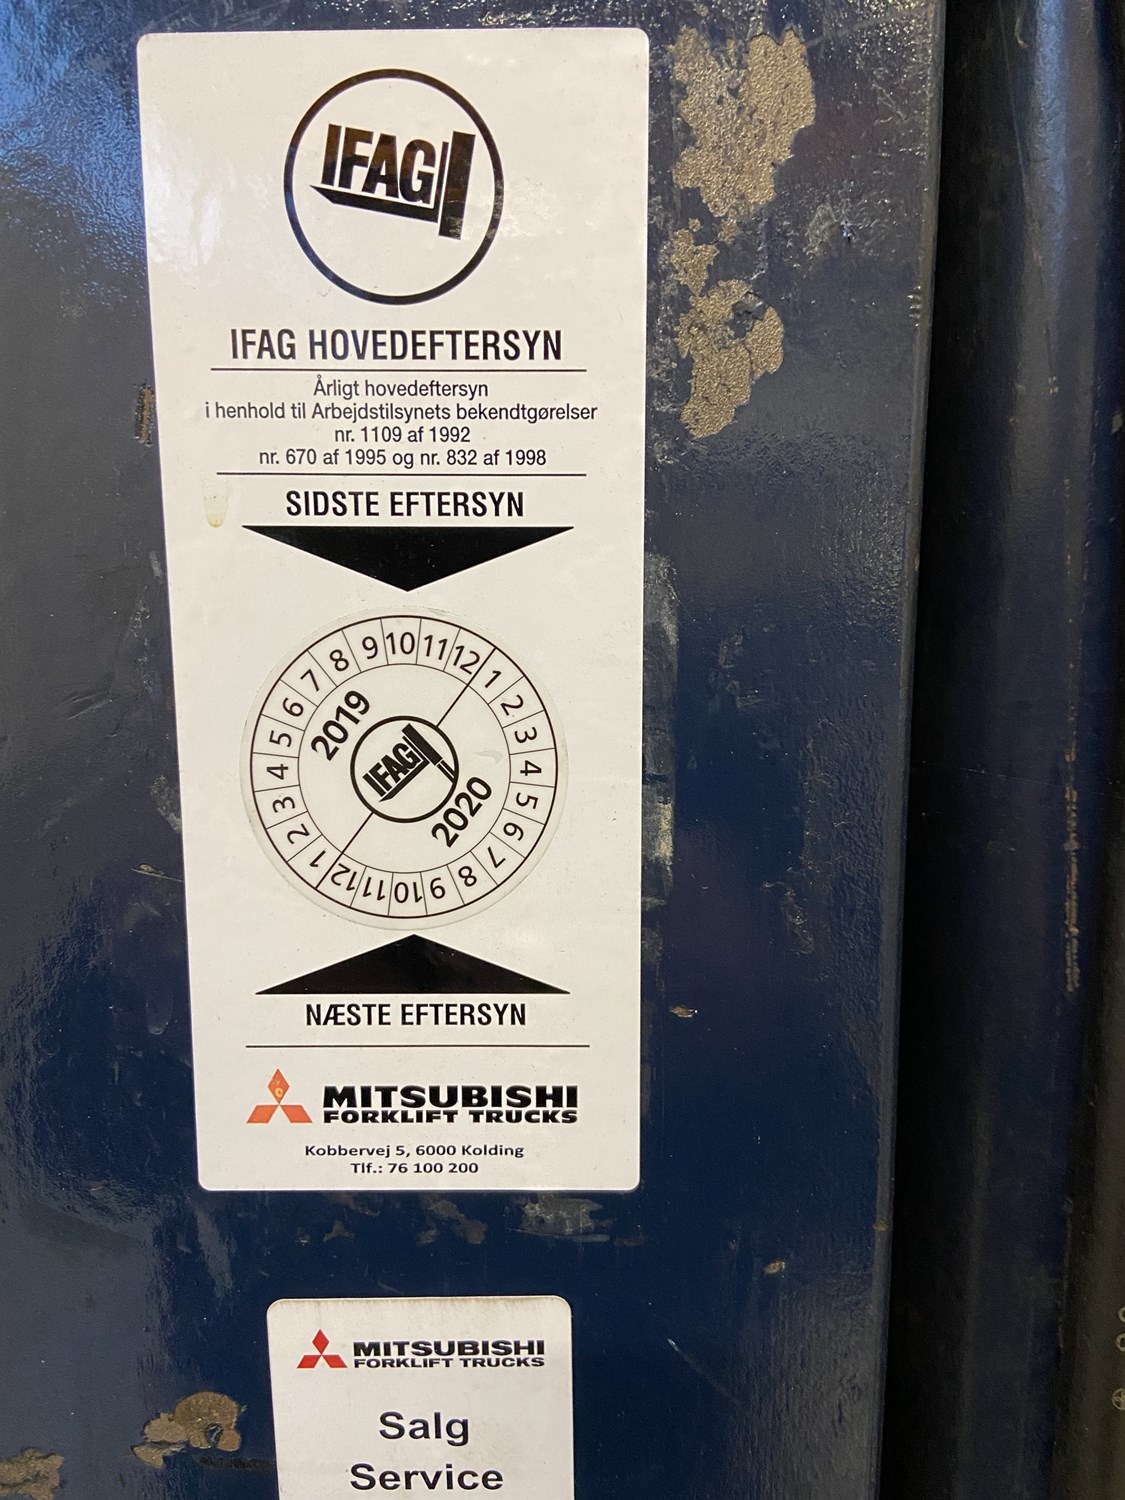 IFAG
IFAG HOVEDEFTERSYN
Årligt hovedeftersyn
i henhold til Arbejdstilsynets bekendtgørelser
nr. 1109 af 1992
nr. 670 af 1995 og nr. 832 af 1998
SIDSTE EFTERSYN
1 2 3 4 5 6 7 8 9 10 11 12
2019
IFAG
2020
1 2 3 4 5 6 7 8 9 10 11 12
NÆSTE EFTERSYN
MITSUBISHI
FORKLIFT TRUCKS
Kobbervej 5, 6000 Kolding
Tlf.: 76 100 200
MITSUBISHI
FORKLIFT TRUCKS
Salg
Service